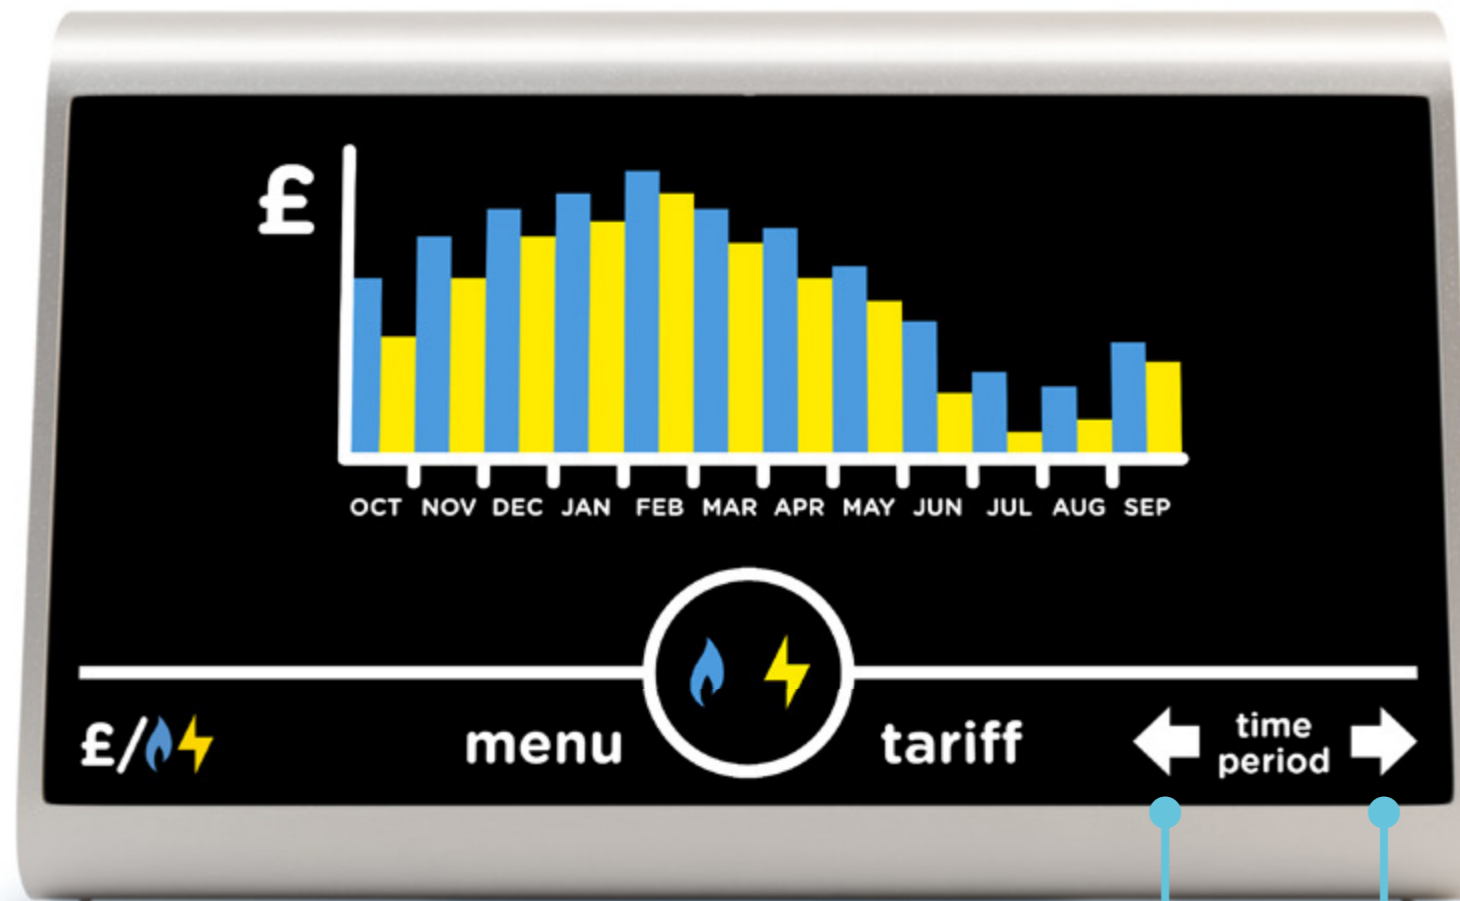 £
OCT NOV DEC JAN FEB MAR APR MAY JUN JUL AUG SEP
£/
menu
tariff
time
period